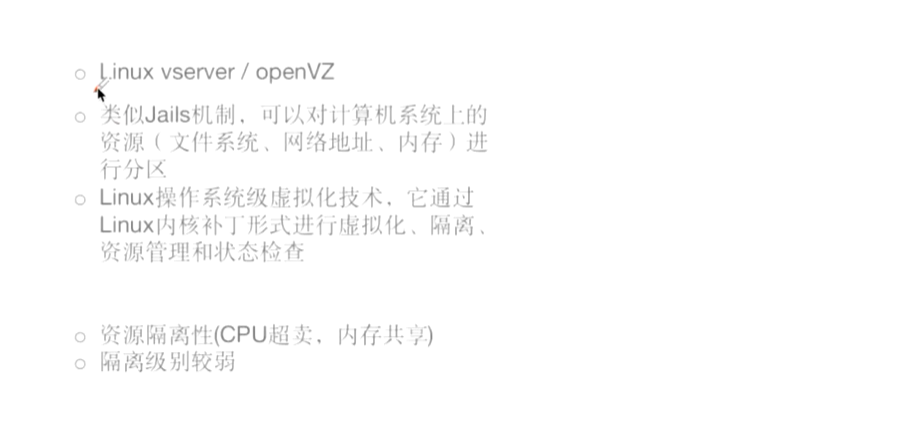 Linux vserver / openVZ
类似Jails机制，可以对计算机系统上的
资源（文件系统、网络地址、内存）进
行分区
Linux操作系统级虚拟化技术，它通过
Linux内核补丁形式进行虚拟化、隔离、
资源管理和状态检查
资源隔离性(CPU超卖，内存共享)
隔离级别较弱